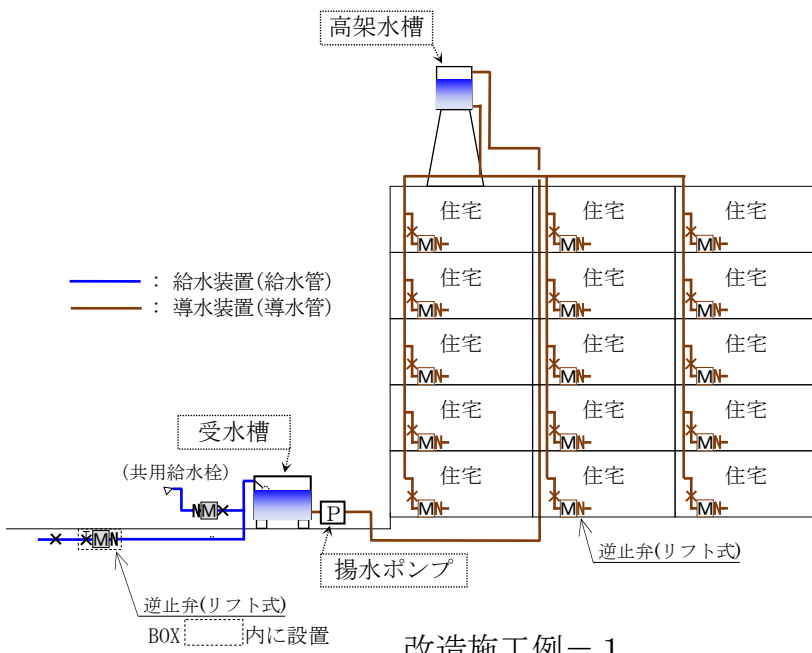 高架水槽
住宅 住宅 住宅
M N M N M N
: 給水装置(給水管)
: 導水装置(導水管)
住宅 住宅 住宅
M N M N M N
住宅 住宅 住宅
M N M N M N
受水槽
住宅 住宅 住宅
M N M N M N
(共用給水栓)
住宅 住宅 住宅
N M
P
M N M N M N
M N
揚水ポンプ
逆止弁(リフト式)
逆止弁(リフト式)
BOX 内に設置
改造施工例－1